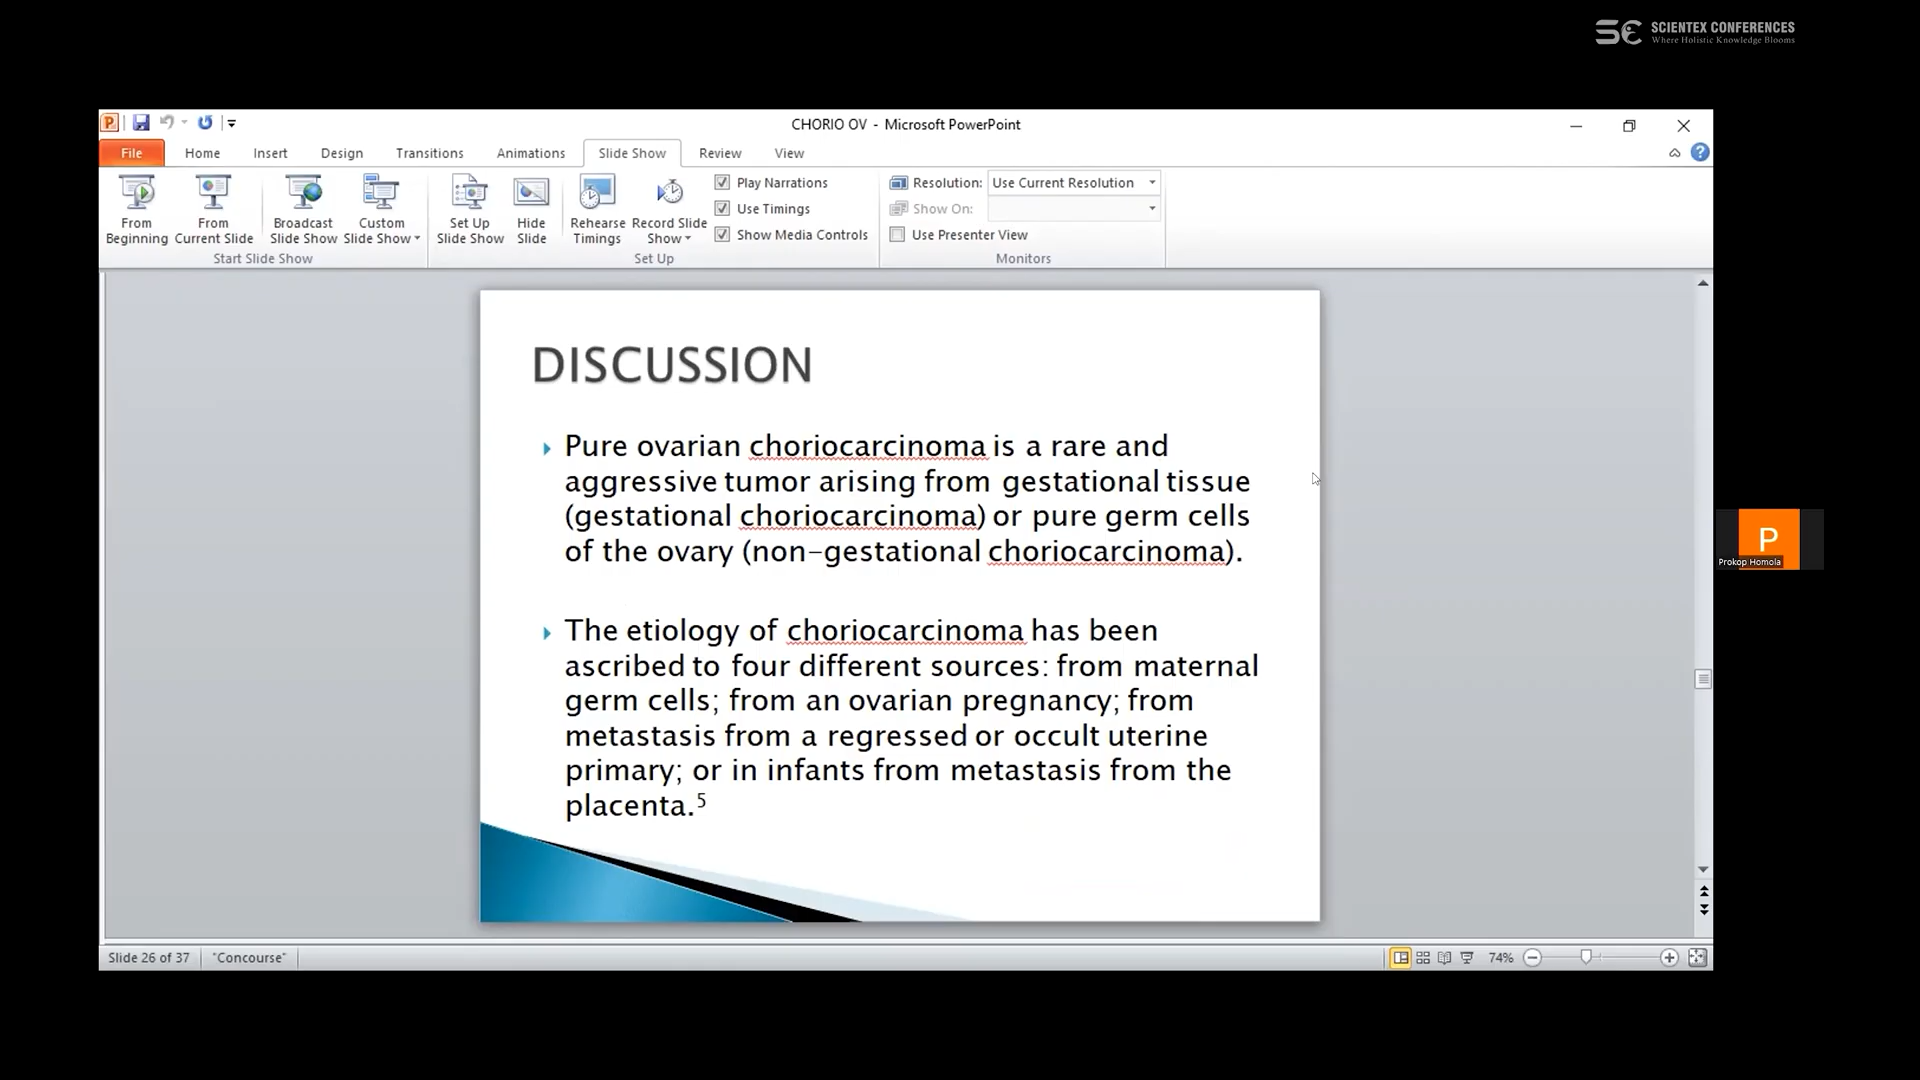 SCIENTEX CONFERENCES
Where Holistic Knowledge Blooms
CHORIO OV - Microsoft PowerPoint
File Home Insert Design Transitions Animations Slide Show Review View
From Beginning
From Current Slide
Broadcast Slide Show
Custom Slide Show
Start Slide Show
Set Up Slide Show
Hide Slide
Rehearse Timings
Record Slide Show
Play Narrations
Use Timings
Show Media Controls
Set Up
Resolution: Use Current Resolution
Show On:
Use Presenter View
Monitors
DISCUSSION
Pure ovarian choriocarcinoma is a rare and
aggressive tumor arising from gestational tissue
(gestational choriocarcinoma) or pure germ cells
of the ovary (non-gestational choriocarcinoma).
The etiology of choriocarcinoma has been
ascribed to four different sources: from maternal
germ cells; from an ovarian pregnancy; from
metastasis from a regressed or occult uterine
primary; or in infants from metastasis from the
placenta.5
P
Prokop Homola
Slide 26 of 37 "Concourse" 74%